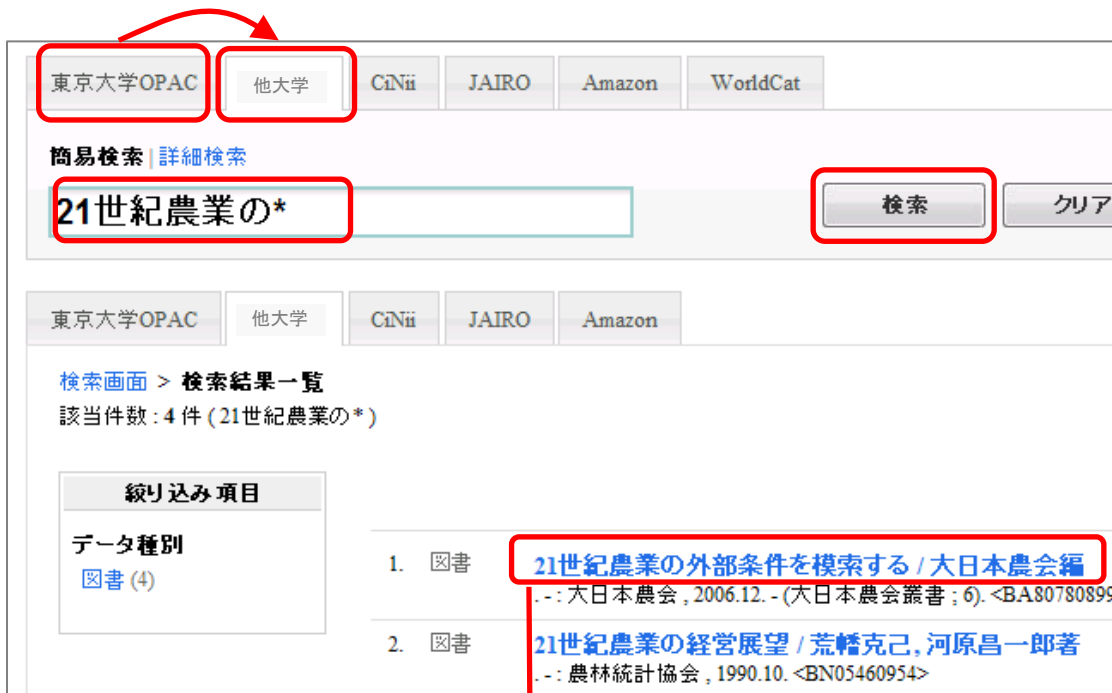 東京大学OPAC 他大学 CiNii JAIRO Amazon WorldCat
簡易検索 | 詳細検索
21世紀農業の* 検索 クリア
東京大学OPAC 他大学 CiNii JAIRO Amazon
検索画面 > 検索結果一覧
該当件数 : 4 件 ( 21世紀農業の* )
絞り込み項目
データ種別
図書 (4)
1. 図書 21世紀農業の外部条件を模索する / 大日本農会編
. - : 大日本農会 , 2006.12. - (大日本農会叢書 ; 6). <BA80780899
2. 図書 21世紀農業の経営展望 / 荒幡克己, 河原昌一郎著
. - : 農林統計協会 , 1990.10. <BN05460954>